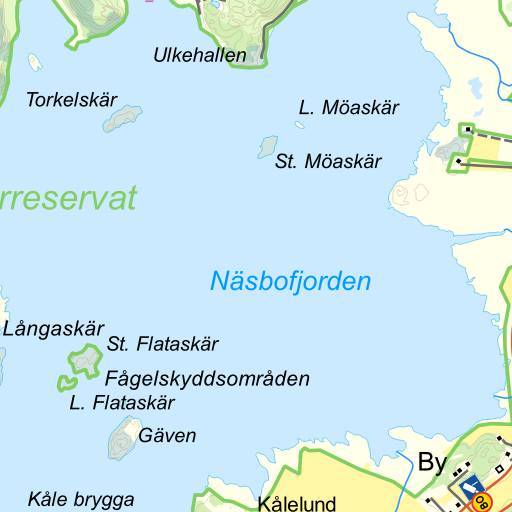 Ulkehallen
Torkelskär
L. Möaskär
St. Möaskär
rreservat
Näsbofjorden
Långaskär
St. Flataskär
Fågelskyddsområden
L. Flataskär
Gäven
By
Kåle brygga
Kålelund